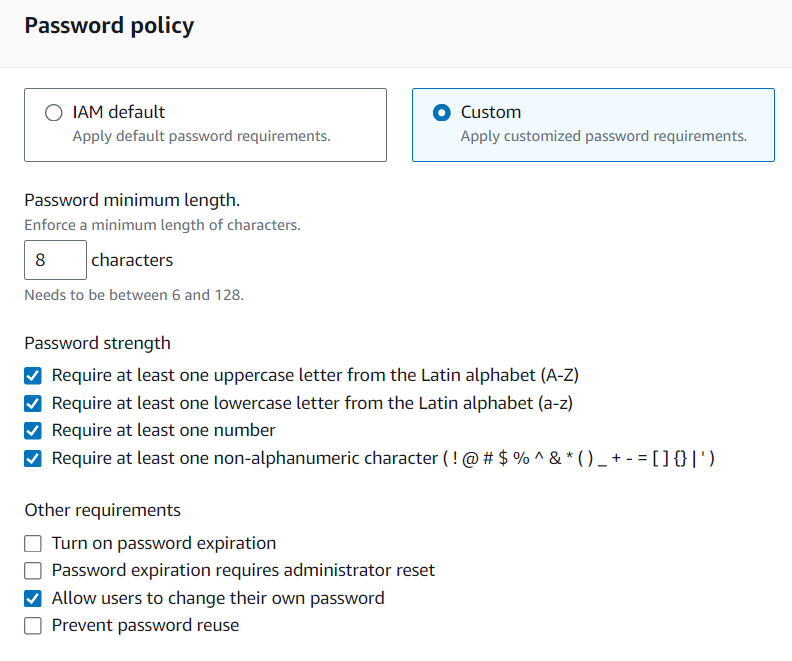 Password policy
IAM default
Apply default password requirements.
Custom
Apply customized password requirements.
Password minimum length.
Enforce a minimum length of characters.
8 characters
Needs to be between 6 and 128.
Password strength
Require at least one uppercase letter from the Latin alphabet (A-Z)
Require at least one lowercase letter from the Latin alphabet (a-z)
Require at least one number
Require at least one non-alphanumeric character ( ! @ # $ % ^ & * ( ) _ + - = [ ] { } | ' )
Other requirements
Turn on password expiration
Password expiration requires administrator reset
Allow users to change their own password
Prevent password reuse